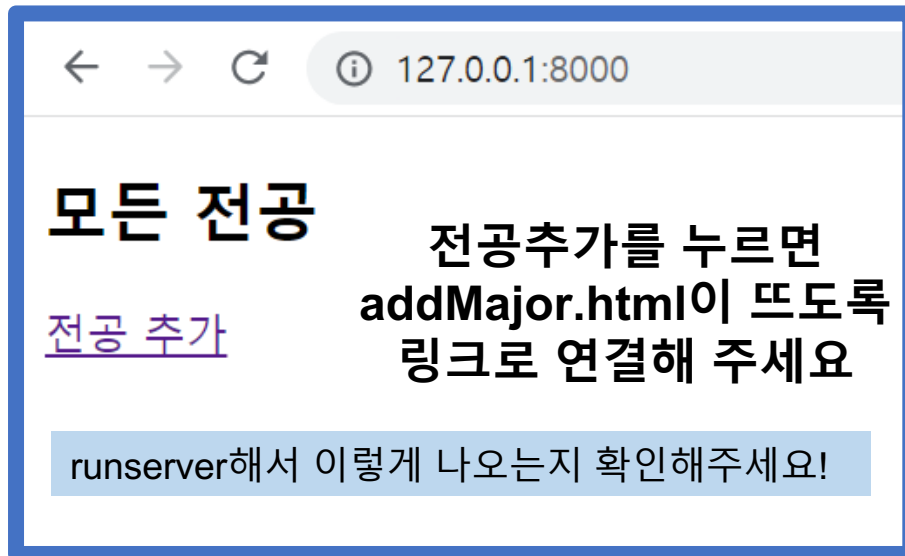 127.0.0.1:8000
모든 전공
전공추가를 누르면
addMajor.html이 뜨도록
링크로 연결해 주세요
전공 추가
runserver해서 이렇게 나오는지 확인해주세요!